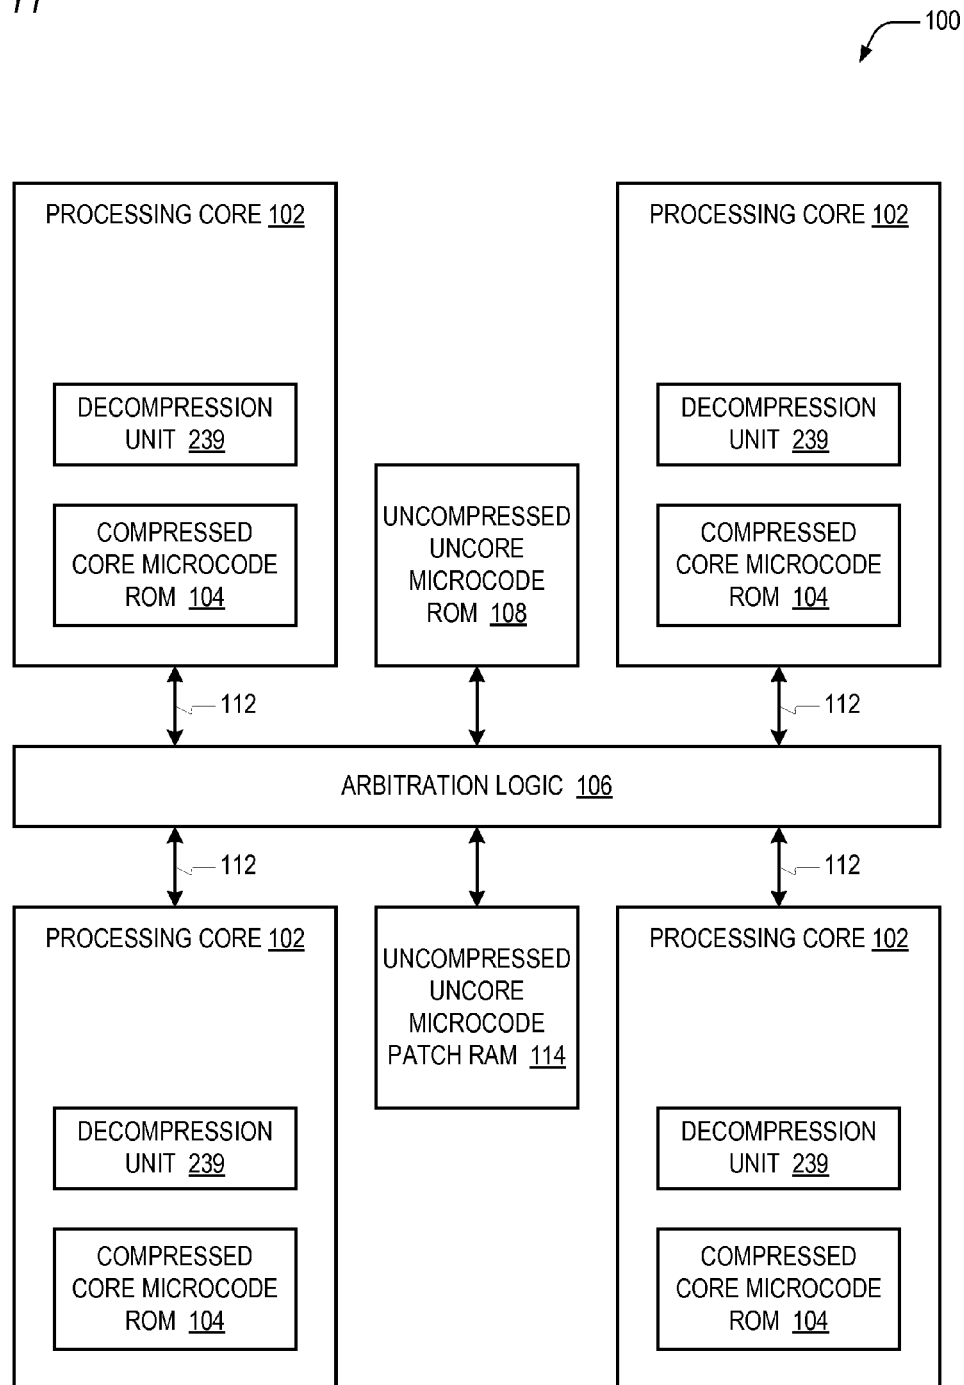 100
PROCESSING CORE 102
DECOMPRESSION
UNIT 239
COMPRESSED
CORE MICROCODE
ROM 104
UNCOMPRESSED
UNCORE
MICROCODE
ROM 108
PROCESSING CORE 102
DECOMPRESSION
UNIT 239
COMPRESSED
CORE MICROCODE
ROM 104
112
112
ARBITRATION LOGIC 106
112
112
PROCESSING CORE 102
DECOMPRESSION
UNIT 239
COMPRESSED
CORE MICROCODE
ROM 104
UNCOMPRESSED
UNCORE
MICROCODE
PATCH RAM 114
PROCESSING CORE 102
DECOMPRESSION
UNIT 239
COMPRESSED
CORE MICROCODE
ROM 104